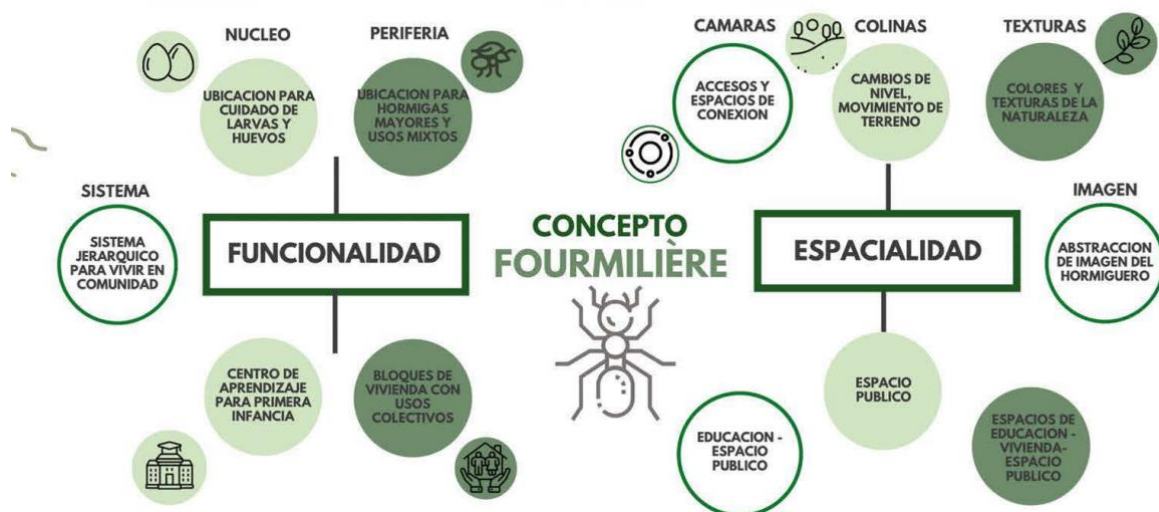 NUCLEO
UBICACION PARA
CUIDADO DE
LARVAS Y
HUEVOS
PERIFERIA
UBICACION PARA
HORMIGAS
MAYORES Y
USOS MIXTOS
SISTEMA
SISTEMA
JERARQUICO
PARA VIVIR EN
COMUNIDAD
FUNCIONALIDAD
CENTRO DE
APRENDIZAJE
PARA PRIMERA
INFANCIA
BLOQUES DE
VIVIENDA CON
USOS
COLECTIVOS
CONCEPTO
FOURMILIÈRE
CAMARAS
ACCESOS Y
ESPACIOS DE
CONEXION
COLINAS
CAMBIOS DE
NIVEL,
MOVIMIENTO DE
TERRENO
TEXTURAS
COLORES Y
TEXTURAS DE LA
NATURALEZA
ESPACIALIDAD
IMAGEN
ABSTRACCION
DE IMAGEN DEL
HORMIGUERO
EDUCACION -
ESPACIO
PUBLICO
ESPACIO
PUBLICO
ESPACIOS DE
EDUCACION -
VIVIENDA-
ESPACIO
PUBLICO